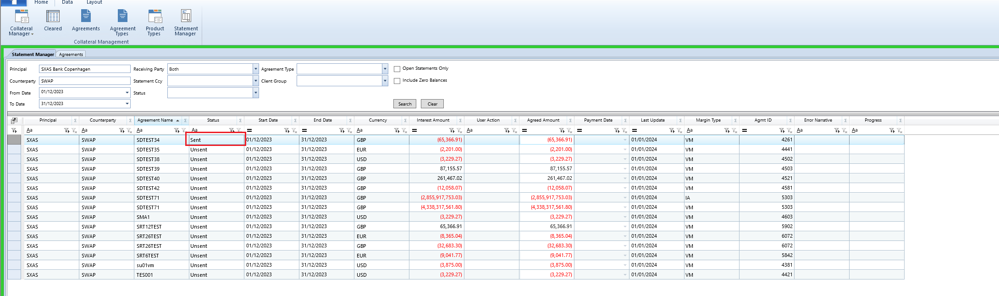 Home Data Layout
Collateral Manager Cleared Agreements Agreement Types Product Types Statement Manager
Collateral Management
Statement Manager Agreements
Principal SXAS Bank Copenhagen Receiving Party Both Agreement Type Open Statements Only
Counterparty SWAP Statement Ccy Client Group Include Zero Balances
From Date 01/12/2023 Status
To Date 31/12/2023 Search Clear
Principal Σ Counterparty Σ Agreement Name Σ Status Σ Start Date Σ End Date Σ Currency Σ Interest Amount Σ User Action Σ Agreed Amount Σ Payment Date Σ Last Update Σ Margin Type Σ Agmt ID Σ Error Narrative Σ Progress Σ
Aa Aa Aa Aa = = Aa = Aa = = = Aa = Aa Aa
SXAS SWAP SDTEST34 Sent 01/12/2023 31/12/2023 GBP (65,366.91) (65,366.91) 01/01/2024 VM 4261
SXAS SWAP SDTEST35 Unsent 01/12/2023 31/12/2023 EUR (2,201.00) (2,201.00) 01/01/2024 VM 4441
SXAS SWAP SDTEST38 Unsent 01/12/2023 31/12/2023 USD (3,229.27) (3,229.27) 01/01/2024 VM 4502
SXAS SWAP SDTEST39 Unsent 01/12/2023 31/12/2023 GBP 87,155.57 87,155.57 01/01/2024 VM 4503
SXAS SWAP SDTEST40 Unsent 01/12/2023 31/12/2023 GBP 261,467.02 261,467.02 01/01/2024 VM 4521
SXAS SWAP SDTEST42 Unsent 01/12/2023 31/12/2023 GBP (12,058.07) (12,058.07) 01/01/2024 VM 4581
SXAS SWAP SDTEST71 Unsent 01/12/2023 31/12/2023 GBP (2,855,917,753.03) (2,855,917,753.03) 01/01/2024 IA 5303
SXAS SWAP SDTEST71 Unsent 01/12/2023 31/12/2023 GBP (4,338,317,561.80) (4,338,317,561.80) 01/01/2024 VM 5303
SXAS SWAP SMA1 Unsent 01/12/2023 31/12/2023 USD (3,229.27) (3,229.27) 01/01/2024 VM 4603
SXAS SWAP SRT12TEST Unsent 01/12/2023 31/12/2023 GBP 65,366.91 65,366.91 01/01/2024 VM 5902
SXAS SWAP SRT26TEST Unsent 01/12/2023 31/12/2023 EUR (8,365.04) (8,365.04) 01/01/2024 VM 6072
SXAS SWAP SRT26TEST Unsent 01/12/2023 31/12/2023 GBP (32,683.30) (32,683.30) 01/01/2024 VM 6072
SXAS SWAP SRT6TEST Unsent 01/12/2023 31/12/2023 EUR (9,041.77) (9,041.77) 01/01/2024 VM 5842
SXAS SWAP su01vm Unsent 01/12/2023 31/12/2023 USD (3,875.00) (3,875.00) 01/01/2024 VM 4381
SXAS SWAP TES001 Unsent 01/12/2023 31/12/2023 USD (3,229.27) (3,229.27) 01/01/2024 VM 4421